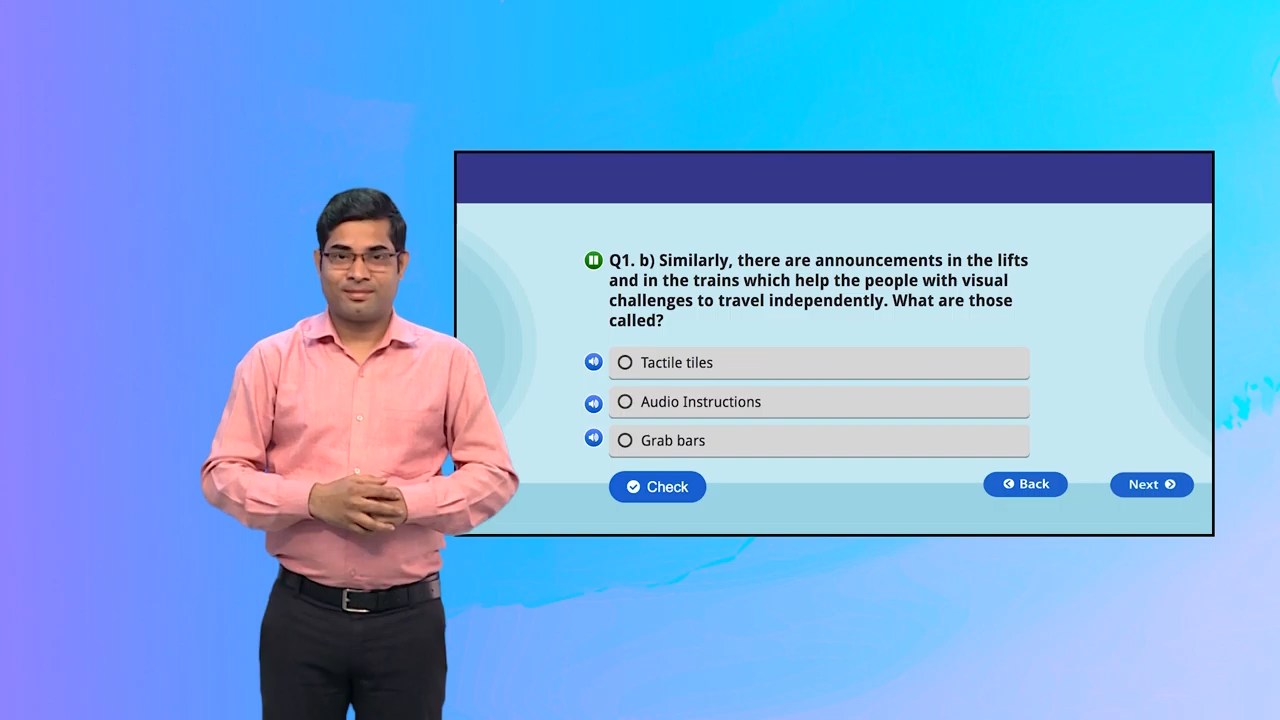 Q1. b) Similarly, there are announcements in the lifts
and in the trains which help the people with visual
challenges to travel independently. What are those
called?
Tactile tiles
Audio Instructions
Grab bars
Check
Back
Next